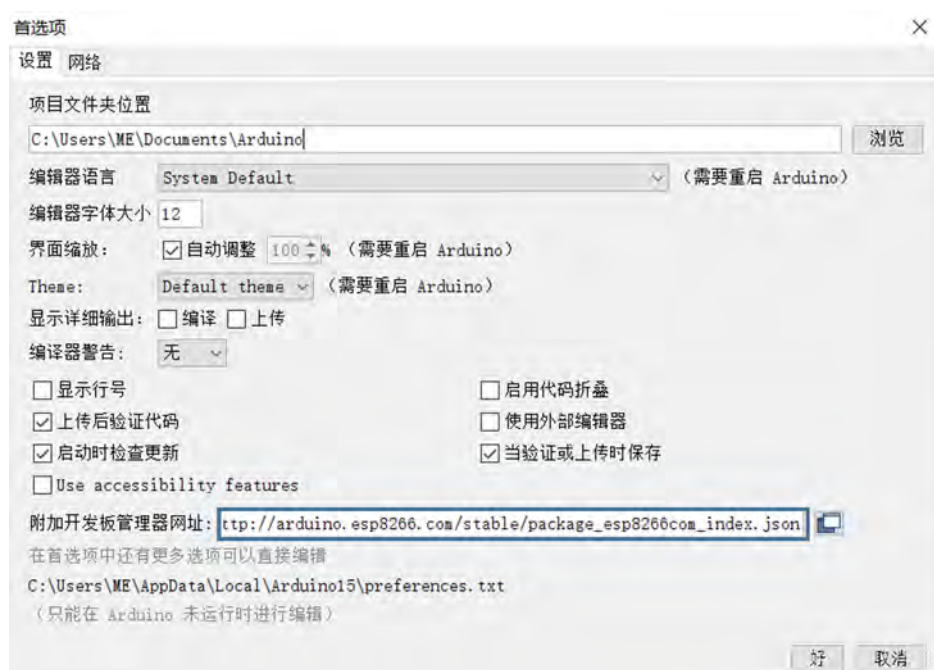 首选项
设置 网络
项目文件夹位置
C:\Users\ME\Documents\Arduino 浏览
编辑器语言 System Default （需要重启 Arduino）
编辑器字体大小 12
界面缩放： 自动调整 100 % （需要重启 Arduino）
Theme: Default theme （需要重启 Arduino）
显示详细输出： 编译 上传
编译器警告： 无
显示行号 启用代码折叠
上传后验证代码 使用外部编辑器
启动时检查更新 当验证或上传时保存
Use accessibility features
附加开发板管理器网址: ttp://arduino.esp8266.com/stable/package_esp8266com_index.json
在首选项中还有更多选项可以直接编辑
C:\Users\ME\AppData\Local\Arduino15\preferences.txt
（只能在 Arduino 未运行时进行编辑）
好 取消